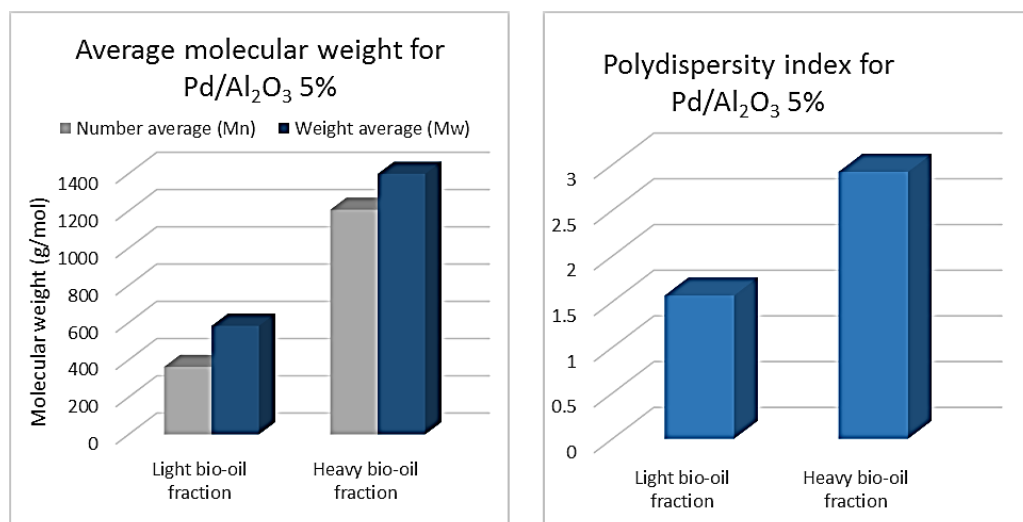 Average molecular weight for
Pd/Al₂O₃ 5%
Number average (Mn) Weight average (Mw)
Molecular weight (g/mol)
1400
1200
1000
800
600
400
200
0
Light bio-oil
fraction
Heavy bio-oil
fraction
Polydispersity index for
Pd/Al₂O₃ 5%
3
2.5
2
1.5
1
0.5
0
Light bio-oil
fraction
Heavy bio-oil
fraction